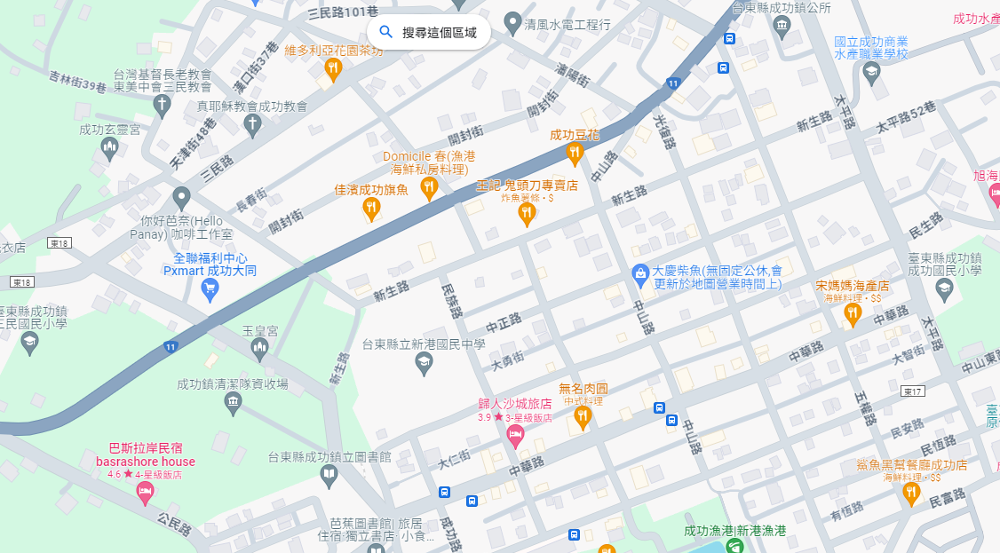 三民路101巷
搜尋這個區域
清風水電工程行
台東縣成功鎮公所
成功水產
維多利亞花園茶坊
國立成功商業
水產職業學校
吉林街39巷
台灣基督長老教會
東美中會三民教會
漢口街37巷
瀋陽街
11
真耶穌教會成功教會
開封街
光復路
新生路
太平路
太平路52巷
成功玄靈宮
天津街48巷
開封街
成功豆花
三民路
Domicile 春(漁港
海鮮私房料理)
中山路
佳濱成功旗魚
王記 鬼頭刀專賣店
炸魚薯條・$
新生路
旭海
長春街
開封街
你好芭奈(Hello
Panay) 咖啡工作室
民生路
衣店
東18
全聯福利中心
Pxmart 成功大同
臺東縣成功鎮
成功國民小學
東18
大慶柴魚(無固定公休,會
更新於地圖營業時間上)
宋媽媽海產店
海鮮料理・$$
新生路
民族路
臺東縣成功鎮
三民國民小學
中正路
中山路
中華路
太平路
玉皇宮
11
台東縣立新港國民中學
大勇街
中華路
大智街
中山東路
新生路
成功鎮清潔隊資收場
無名肉圓
中式料理
東17
歸人沙城旅店
3.9 ★ 3-星級飯店
五權路
民安路
中山路
民恆路
巴斯拉岸民宿
basrashore house
4.6 ★ 4-星級飯店
台東縣成功鎮立圖書館
大仁街
中華路
鯊魚黑幫餐廳成功店
海鮮料理・$$
民富路
有恆路
公民路
芭蕉圖書館| 旅居
住宿·獨立書店· 小食...
成功路
成功漁港|新港漁港